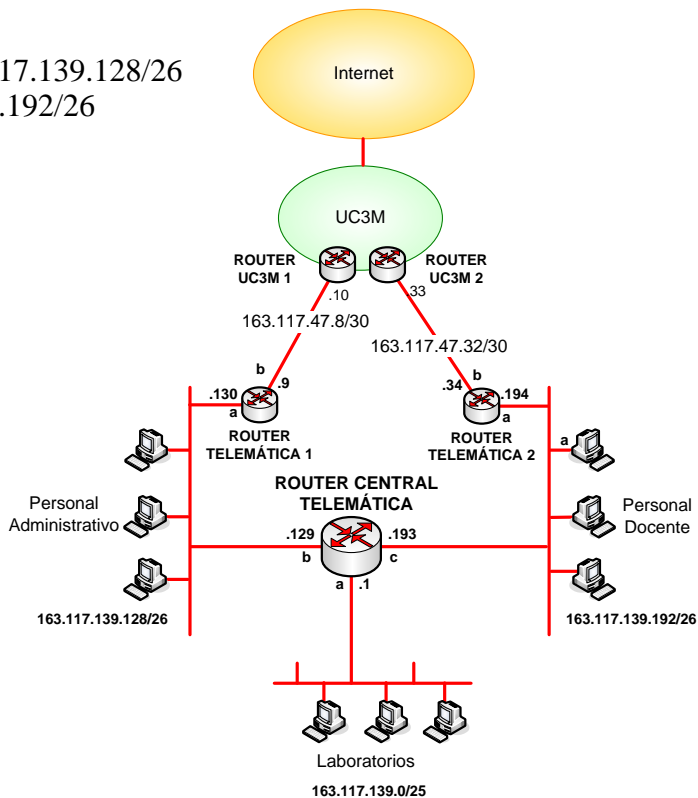 17.139.128/26
.192/26
Internet
UC3M
ROUTER
UC3M 1
ROUTER
UC3M 2
.10
.33
163.117.47.8/30
163.117.47.32/30
b
.9
.130
a
ROUTER
TELEMÁTICA 1
b
.34
.194
a
ROUTER
TELEMÁTICA 2
a
ROUTER CENTRAL
TELEMÁTICA
Personal
Administrativo
Personal
Docente
.129
b
.193
c
a
.1
163.117.139.128/26
163.117.139.192/26
Laboratorios
163.117.139.0/25